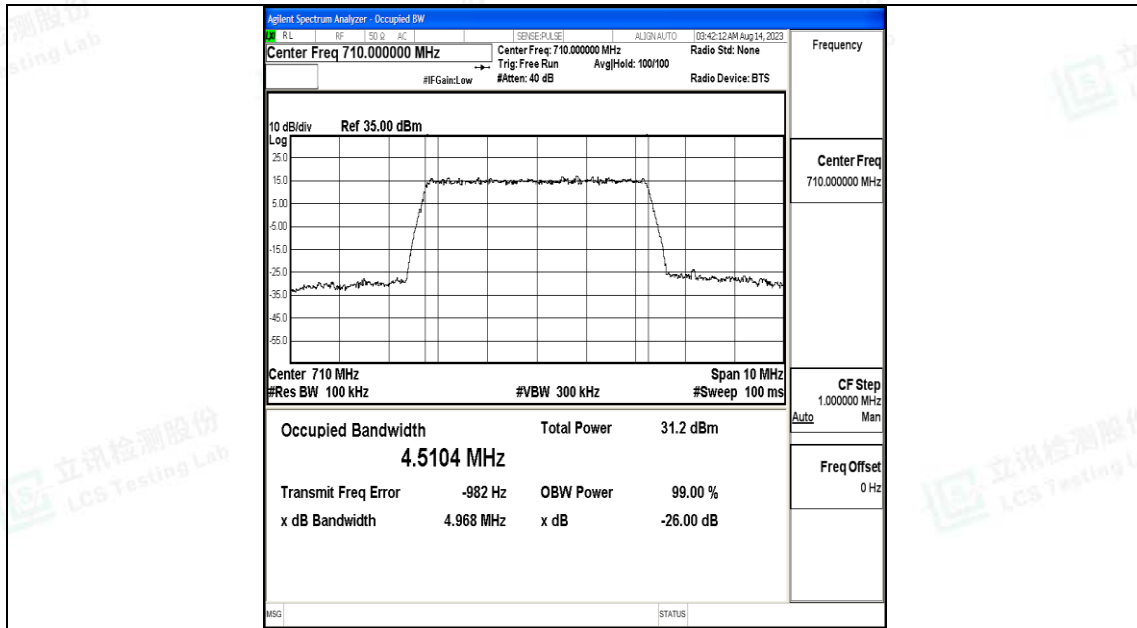 Agilent Spectrum Analyzer - Occupied BW
LXI RL RF 50 Ω AC SENSE:PULSE ALIGN AUTO 03:42:12 AM Aug 14, 2023
Center Freq 710.000000 MHz
Center Freq: 710.000000 MHz
Radio Std: None
Trig: Free Run Avg|Hold: 100/100
#IFGain:Low #Atten: 40 dB Radio Device: BTS
10 dB/div Ref 35.00 dBm
Log
25.0
15.0
5.00
-5.00
-15.0
-25.0
-35.0
-45.0
-55.0
Center 710 MHz Span 10 MHz
#Res BW 100 kHz #VBW 300 kHz #Sweep 100 ms
Occupied Bandwidth Total Power 31.2 dBm
4.5104 MHz
Transmit Freq Error -982 Hz OBW Power 99.00 %
x dB Bandwidth 4.968 MHz x dB -26.00 dB
MSG STATUS
Frequency
Center Freq
710.000000 MHz
CF Step
1.000000 MHz
Auto Man
Freq Offset
0 Hz
立讯检测股份
LCS Testing Lab
立讯检测股份